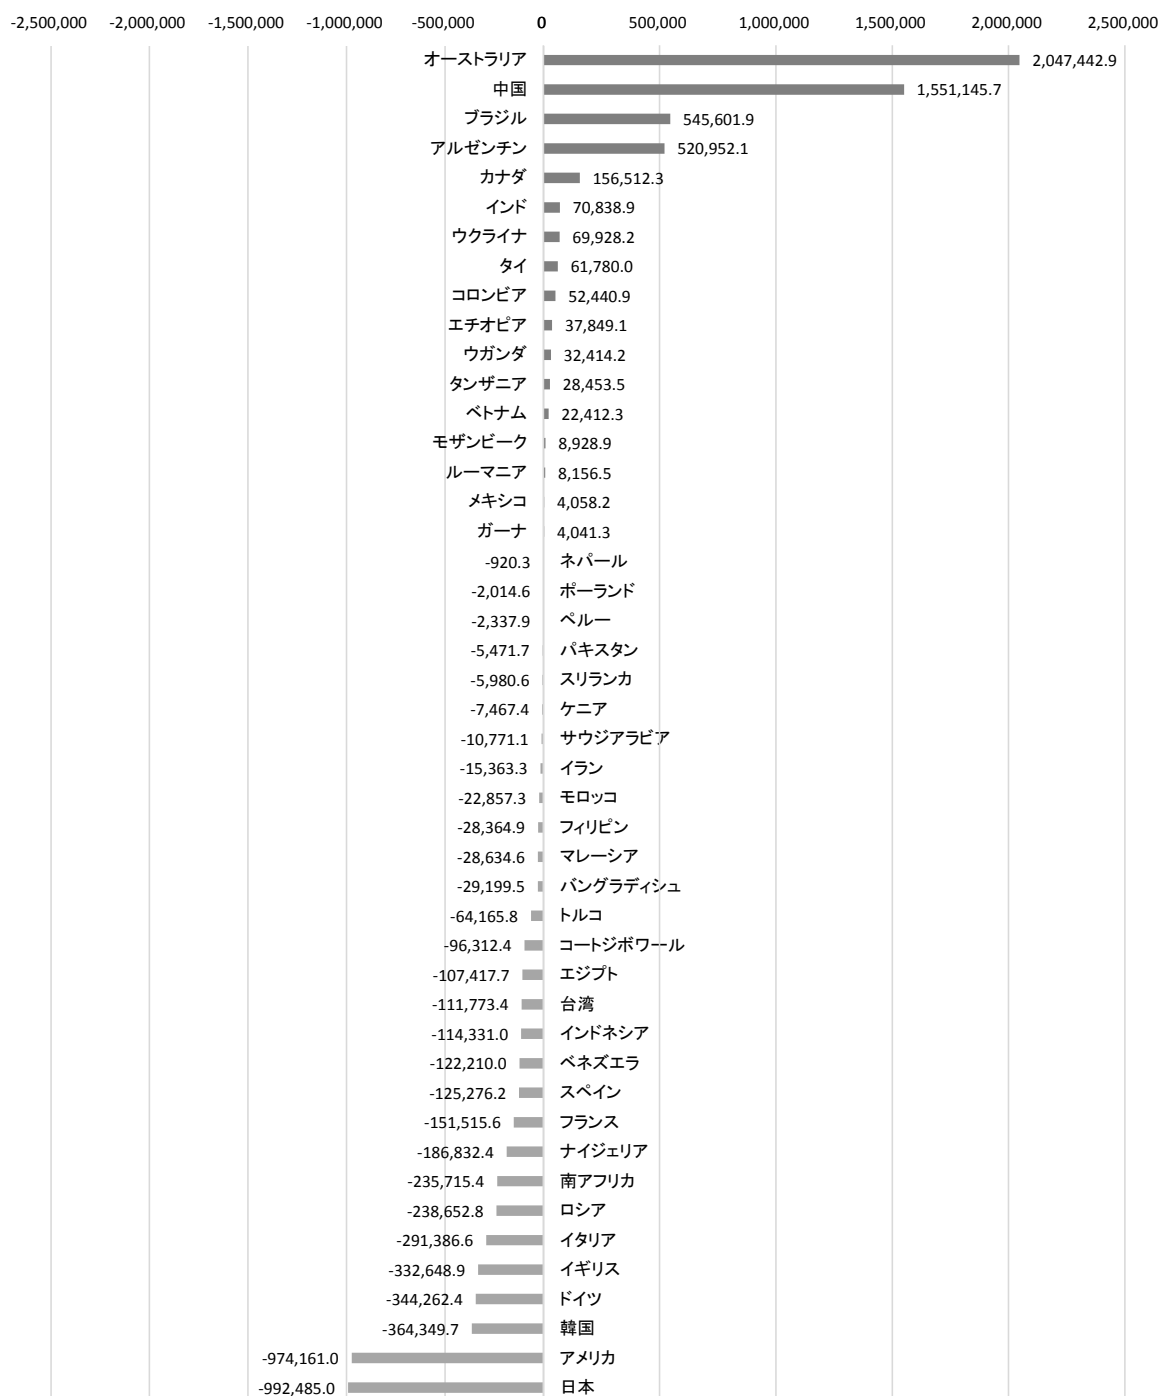 -2,500,000 -2,000,000 -1,500,000 -1,000,000 -500,000 0 500,000 1,000,000 1,500,000 2,000,000 2,500,000
オーストラリア 2,047,442.9
中国 1,551,145.7
ブラジル 545,601.9
アルゼンチン 520,952.1
カナダ 156,512.3
インド 70,838.9
ウクライナ 69,928.2
タイ 61,780.0
コロンビア 52,440.9
エチオピア 37,849.1
ウガンダ 32,414.2
タンザニア 28,453.5
ベトナム 22,412.3
モザンビーク 8,928.9
ルーマニア 8,156.5
メキシコ 4,058.2
ガーナ 4,041.3
-920.3 ネパール
-2,014.6 ポーランド
-2,337.9 ペルー
-5,471.7 パキスタン
-5,980.6 スリランカ
-7,467.4 ケニア
-10,771.1 サウジアラビア
-15,363.3 イラン
-22,857.3 モロッコ
-28,364.9 フィリピン
-28,634.6 マレーシア
-29,199.5 バングラディシュ
-64,165.8 トルコ
-96,312.4 コートジボワール
-107,417.7 エジプト
-111,773.4 台湾
-114,331.0 インドネシア
-122,210.0 ベネズエラ
-125,276.2 スペイン
-151,515.6 フランス
-186,832.4 ナイジェリア
-235,715.4 南アフリカ
-238,652.8 ロシア
-291,386.6 イタリア
-332,648.9 イギリス
-344,262.4 ドイツ
-364,349.7 韓国
-974,161.0 アメリカ
-992,485.0 日本